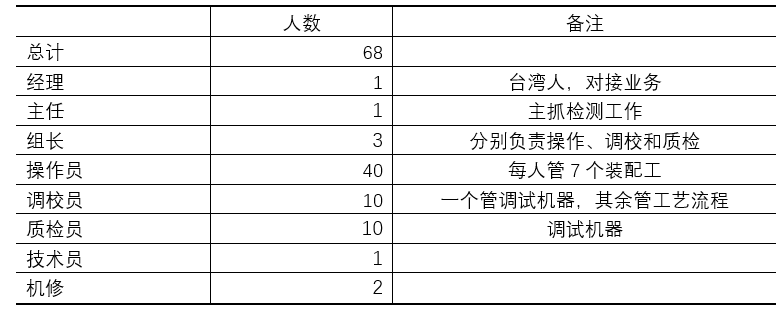 人数 备注
总计 68
经理 1 台湾人，对接业务
主任 1 主抓检测工作
组长 3 分别负责操作、调校和质检
操作员 40 每人管 7 个装配工
调校员 10 一个管调试机器，其余管工艺流程
质检员 10 调试机器
技术员 1
机修 2